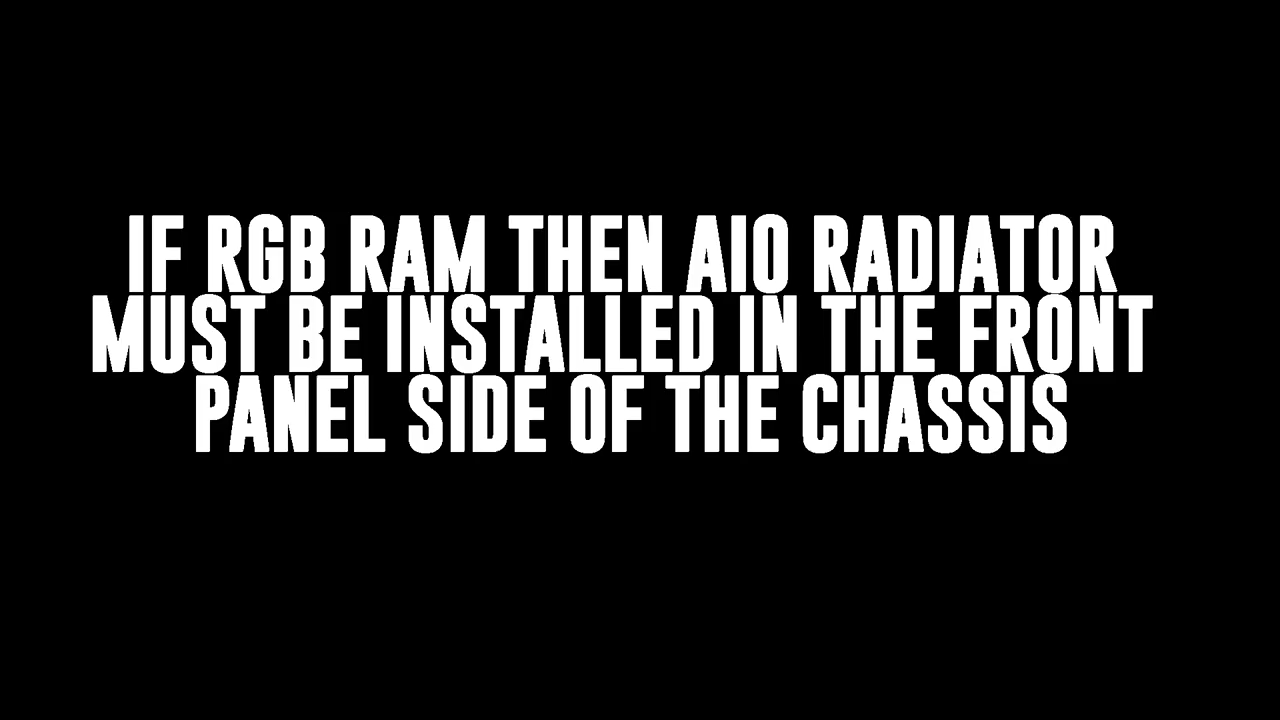 IF RGB RAM THEN AIO RADIATOR
MUST BE INSTALLED IN THE FRONT
PANEL SIDE OF THE CHASSIS